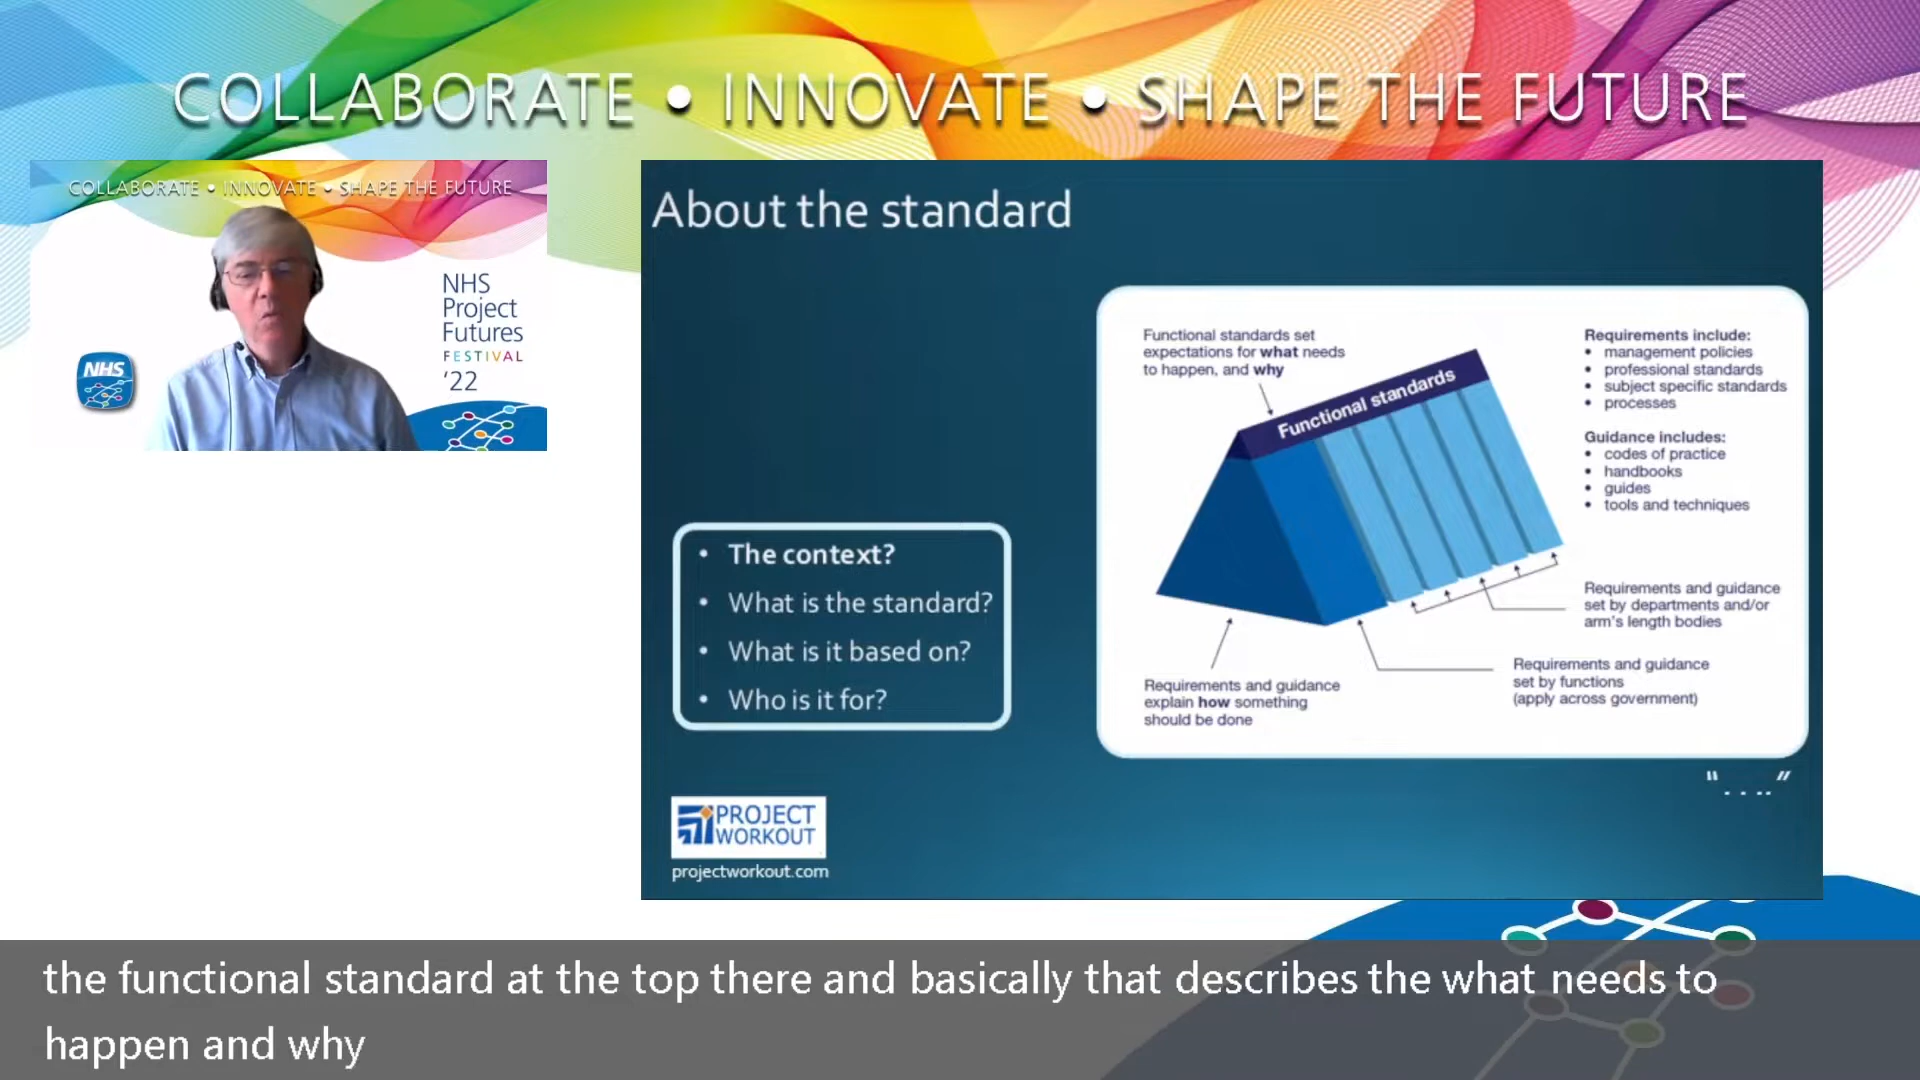 COLLABORATE • INNOVATE • SHAPE THE FUTURE
COLLABORATE • INNOVATE • SHAPE THE FUTURE
NHS
Project
Futures
FESTIVAL
'22
NHS
About the standard
• The context?
• What is the standard?
• What is it based on?
• Who is it for?
PROJECT
WORKOUT
projectworkout.com
Functional standards set
expectations for what needs
to happen, and why
Functional standards
Requirements include:
• management policies
• professional standards
• subject specific standards
• processes
Guidance includes:
• codes of practice
• handbooks
• guides
• tools and techniques
Requirements and guidance
set by departments and/or
arm's length bodies
Requirements and guidance
set by functions
(apply across government)
Requirements and guidance
explain how something
should be done
the functional standard at the top there and basically that describes the what needs to
happen and why